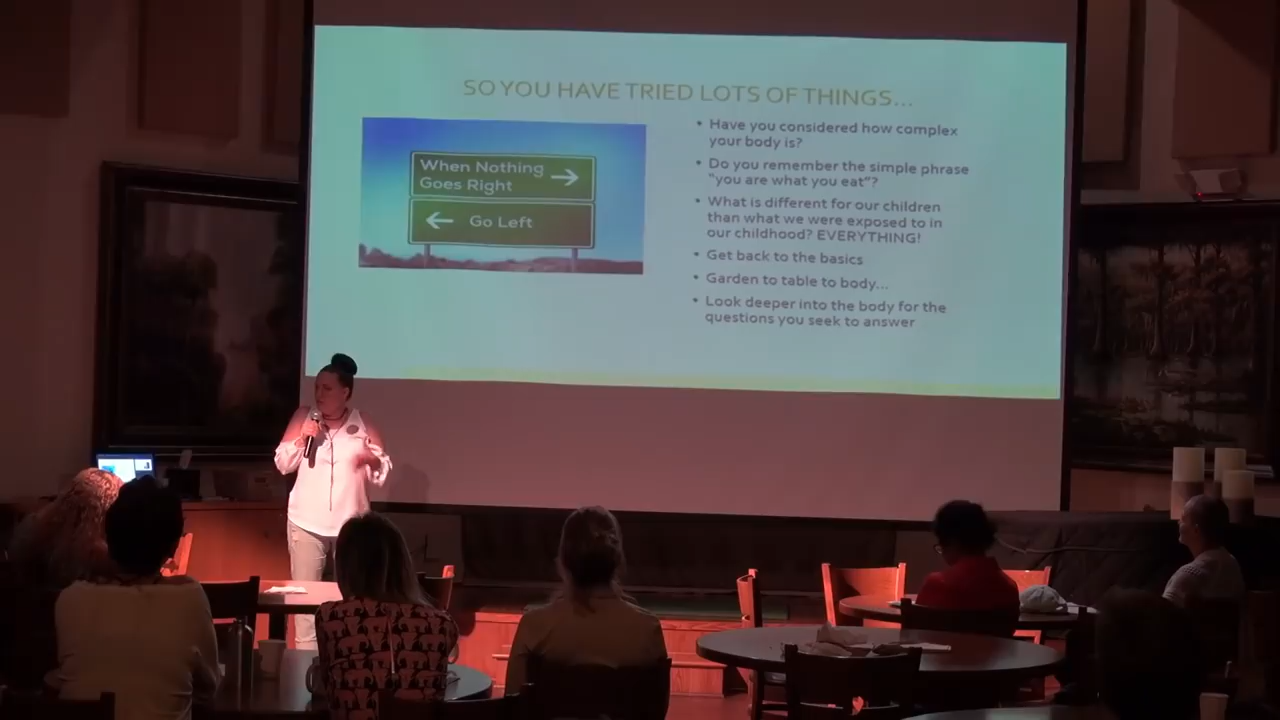 SO YOU HAVE TRIED LOTS OF THINGS...
When Nothing
Goes Right
Go Left
• Have you considered how complex
your body is?
• Do you remember the simple phrase
"you are what you eat"?
• What is different for our children
than what we were exposed to in
our childhood? EVERYTHING!
• Get back to the basics
• Garden to table to body...
• Look deeper into the body for the
questions you seek to answer